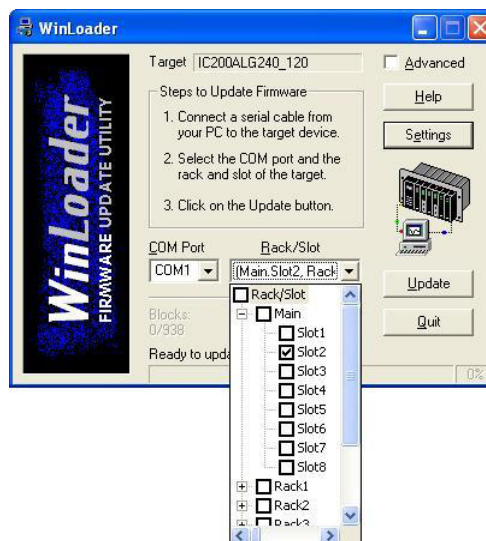 WinLoader
Target IC200ALG240_120
Advanced
Steps to Update Firmware
1. Connect a serial cable from
your PC to the target device.
2. Select the COM port and the
rack and slot of the target.
3. Click on the Update button.
Help
Settings
WinLoader
FIRMWARE UPDATE UTILITY
COM Port
Rack/Slot
COM1
(Main.Slot2, Rack
Update
Quit
Blocks:
0/938
Ready to upda
0%
Rack/Slot
Main
Slot1
Slot2
Slot3
Slot4
Slot5
Slot6
Slot7
Slot8
Rack1
Rack2
Rack3